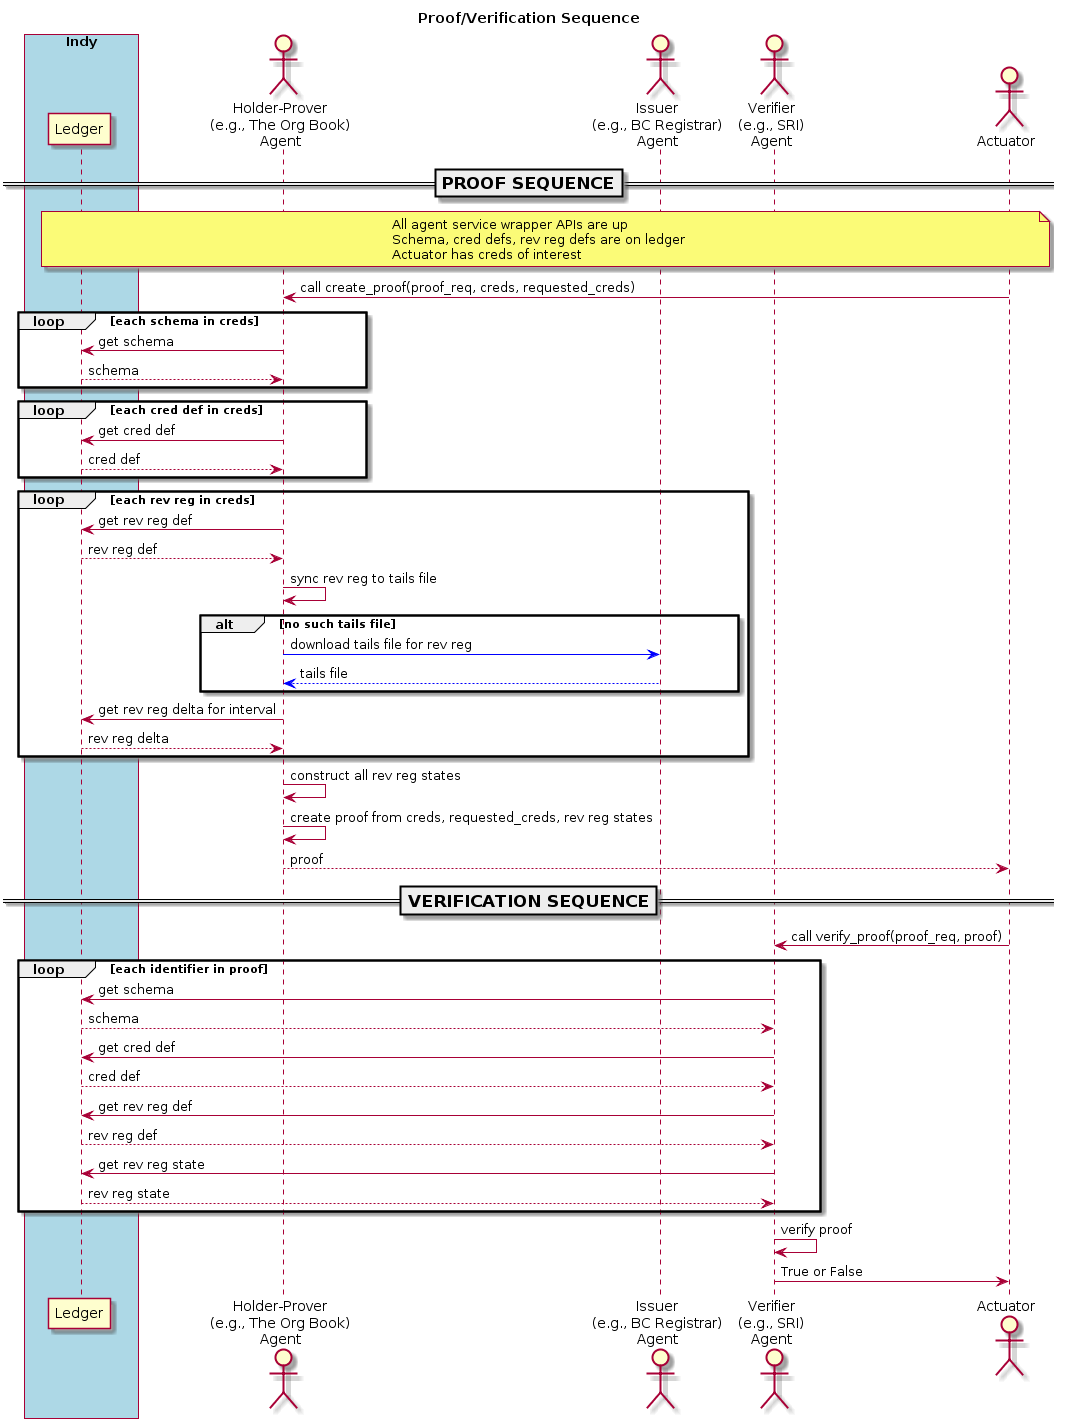 Proof/Verification Sequence
Indy
Ledger
Holder-Prover
(e.g., The Org Book)
Agent
Issuer
(e.g., BC Registrar)
Agent
Verifier
(e.g., SRI)
Agent
Actuator
PROOF SEQUENCE
All agent service wrapper APIs are up
Schema, cred defs, rev reg defs are on ledger
Actuator has creds of interest
call create_proof(proof_req, creds, requested_creds)
loop [each schema in creds]
get schema
schema
loop [each cred def in creds]
get cred def
cred def
loop [each rev reg in creds]
get rev reg def
rev reg def
sync rev reg to tails file
alt [no such tails file]
download tails file for rev reg
tails file
get rev reg delta for interval
rev reg delta
construct all rev reg states
create proof from creds, requested_creds, rev reg states
proof
VERIFICATION SEQUENCE
call verify_proof(proof_req, proof)
loop [each identifier in proof]
get schema
schema
get cred def
cred def
get rev reg def
rev reg def
get rev reg state
rev reg state
verify proof
True or False
Ledger
Holder-Prover
(e.g., The Org Book)
Agent
Issuer
(e.g., BC Registrar)
Agent
Verifier
(e.g., SRI)
Agent
Actuator